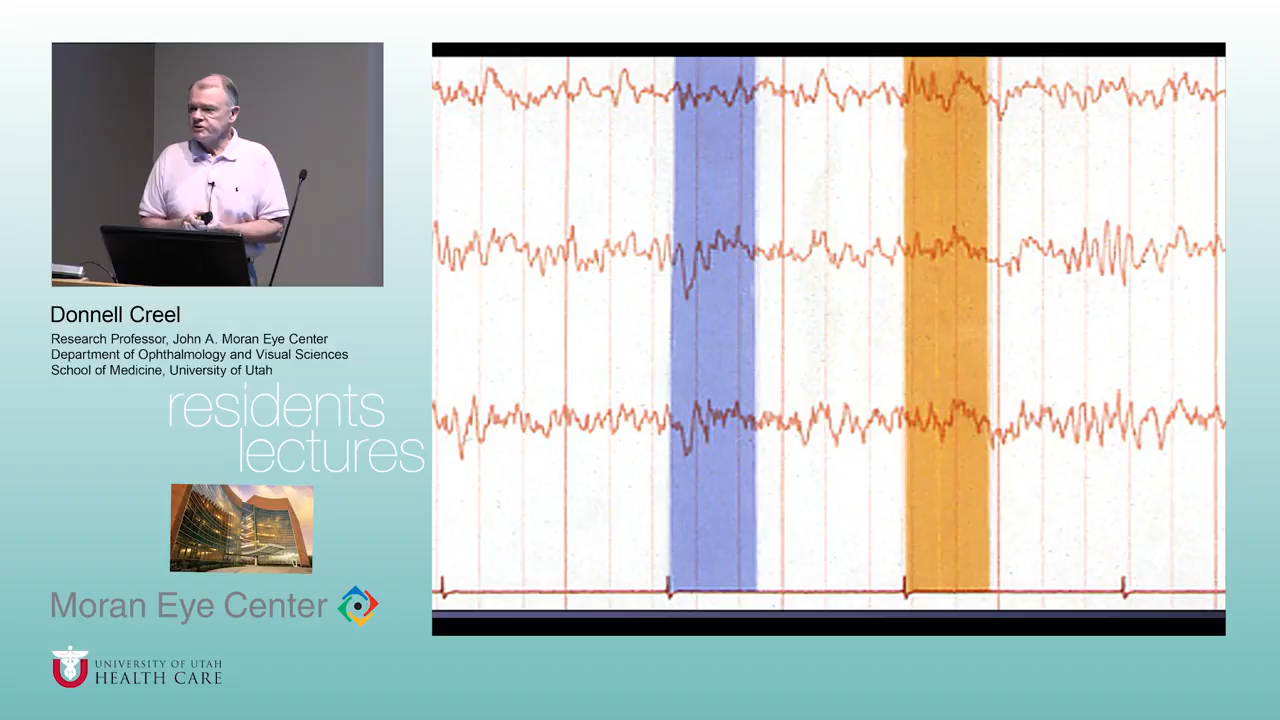 Donnell Creel
Research Professor, John A. Moran Eye Center
Department of Ophthalmology and Visual Sciences
School of Medicine, University of Utah
residents
lectures
Moran Eye Center
UNIVERSITY OF UTAH
HEALTH CARE